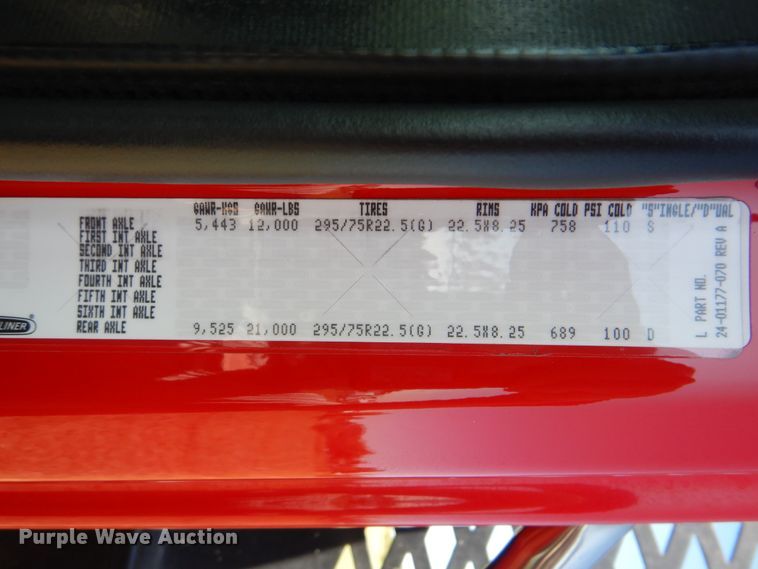 GAWR-KGS GAWR-LBS TIRES RIMS KPA COLD PSI COLD "S"INGLE/"D"UAL
FRONT AXLE 5,443 12,000 295/75R22.5(G) 22.5X8.25 758 110 S
FIRST INT AXLE
SECOND INT AXLE
THIRD INT AXLE
FOURTH INT AXLE
FIFTH INT AXLE
SIXTH INT AXLE
REAR AXLE 9,525 21,000 295/75R22.5(G) 22.5X8.25 689 100 D
L PART NO.
24-01177-070 REV A
LINER
Purple Wave Auction